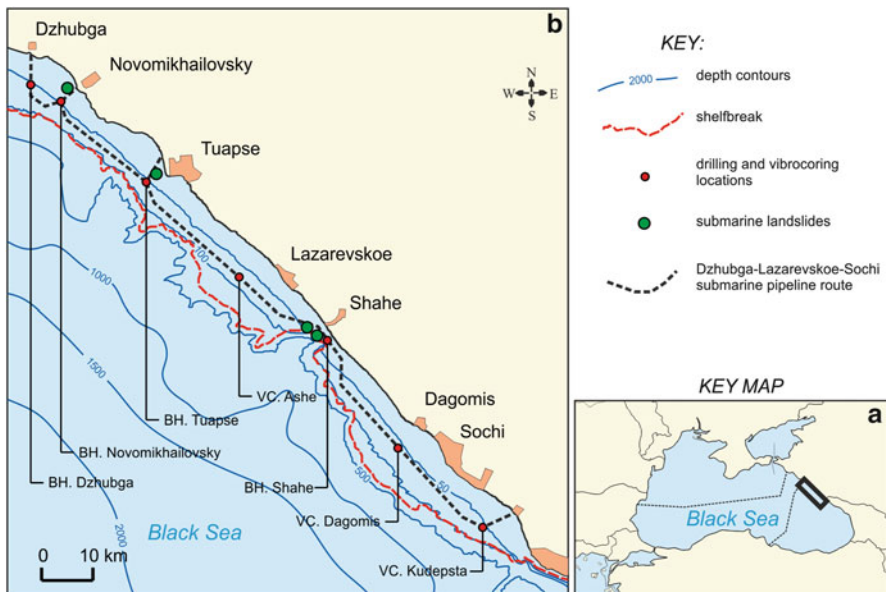 b
Dzhubga
Novomikhailovsky
N
W E
S
Tuapse
Lazarevskoe
Shahe
100
1000
1500
VC. Ashe
BH. Tuapse
BH. Novomikhailovsky
BH. Dzhubga
Dagomis
Sochi
BH. Shahe
500
50
VC. Dagomis
2000
Black Sea
0 10 km
VC. Kudepsta
KEY:
2000
depth contours
shelfbreak
drilling and vibrocoring
locations
submarine landslides
Dzhubga-Lazarevskoe-Sochi
submarine pipeline route
KEY MAP
a
Black Sea